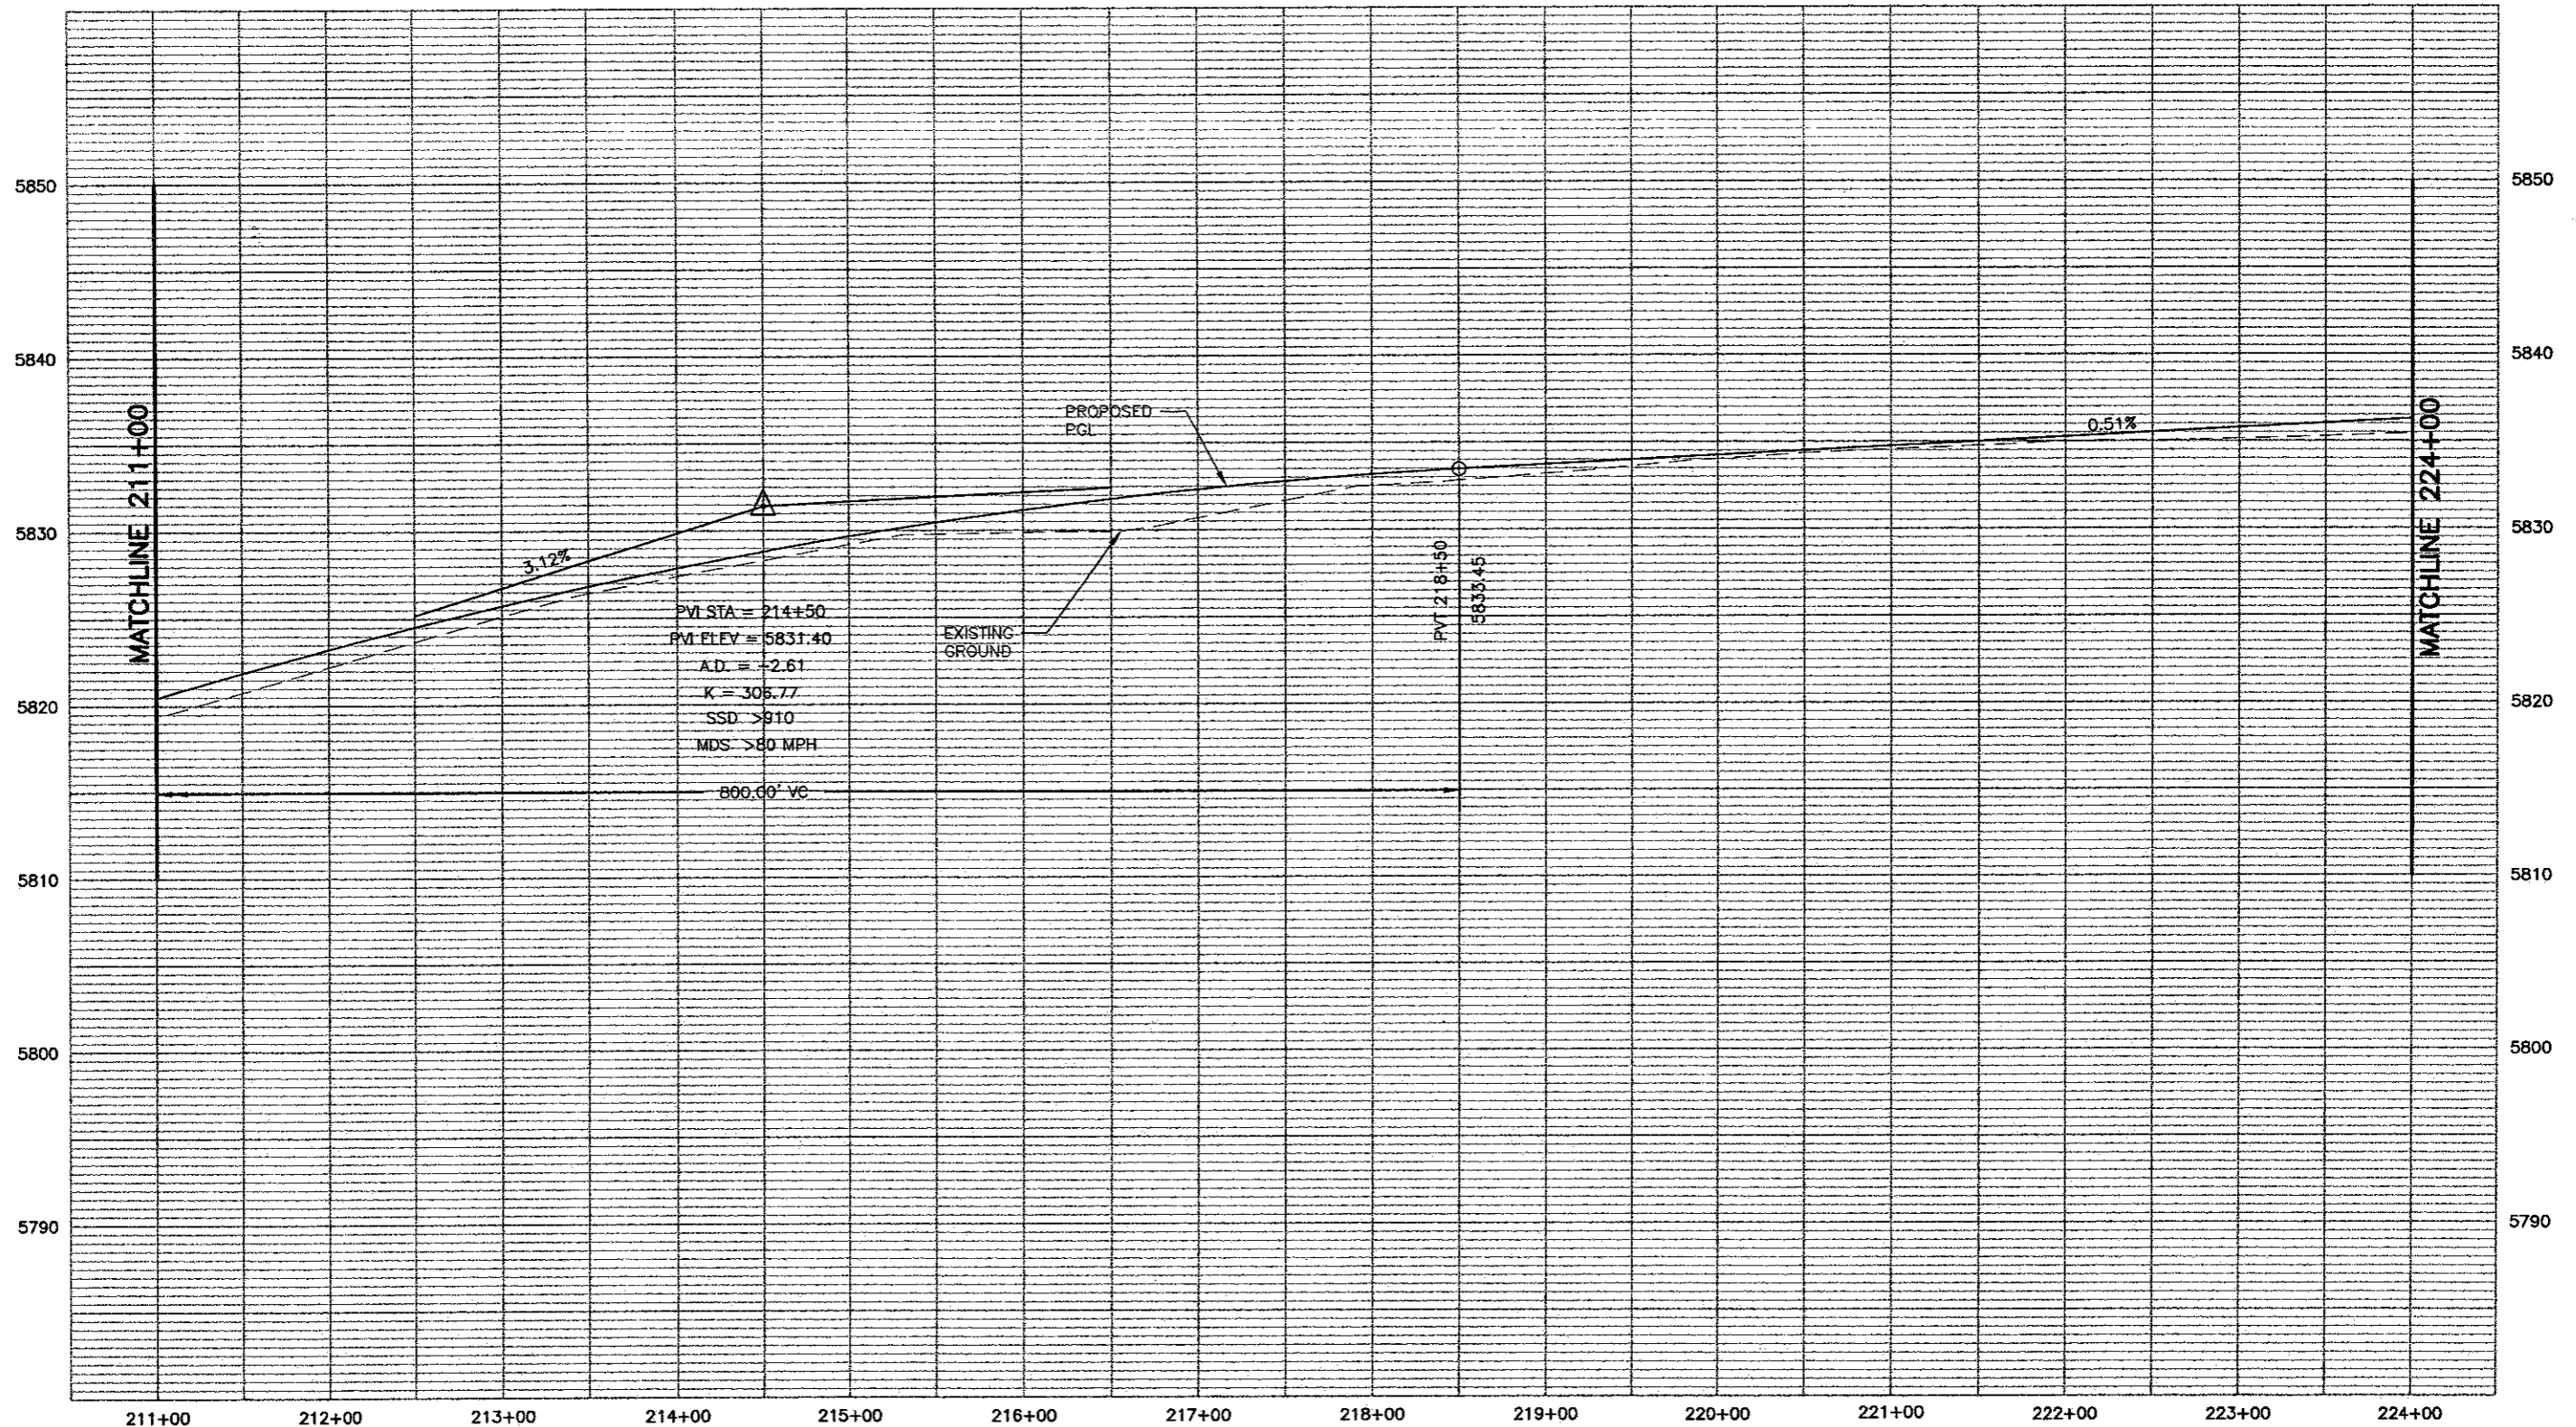 5850
5840
5830
5820
5810
5800
5790
MATCHLINE 211+00
3.12%
PVI STA = 214+50
PVI ELEV = 5831.40
A.D. = -2.61
K = 306.77
SSD >910
MDS >80 MPH
800.00' VC
PROPOSED
PGL
EXISTING
GROUND
PVT 218+50
5833.45
0.51%
MATCHLINE 224+00
5850
5840
5830
5820
5810
5800
5790
211+00 212+00 213+00 214+00 215+00 216+00 217+00 218+00 219+00 220+00 221+00 222+00 223+00 224+00